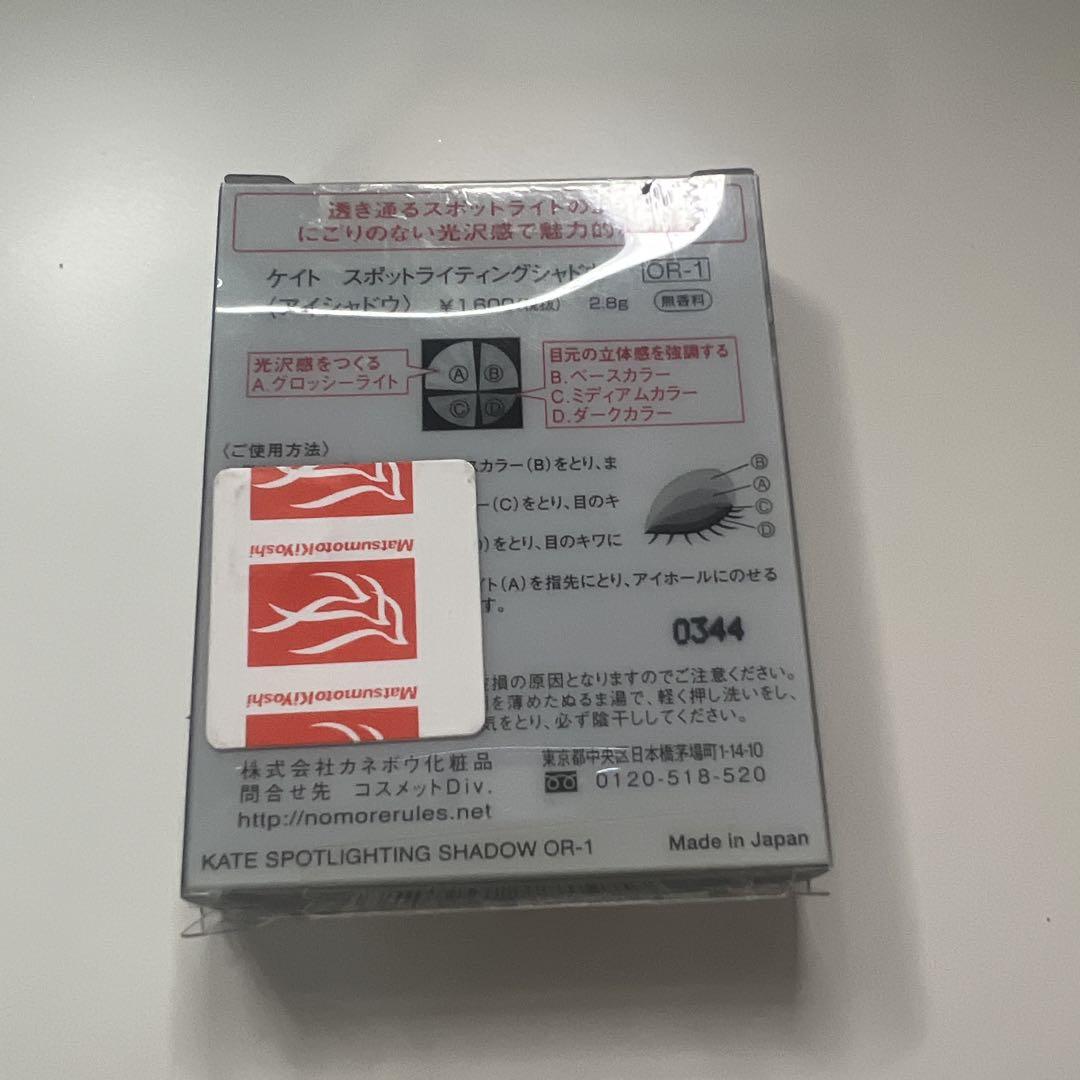 透き通るスポットライトの
にごりのない光沢感で魅力的
ケイト スポットライティングシャドウ OR-1
〈アイシャドウ〉 ¥1,600(税抜) 2.8g 無香料
光沢感をつくる
A.グロッシーライト
A B
C D
目元の立体感を強調する
B.ベースカラー
C.ミディアムカラー
D.ダークカラー
〈ご使用方法〉
カラー(B)をとり、ま
ー(C)をとり、目のキ
)をとり、目のキワに
イト(A)を指先にとり、アイホールにのせる
す。
B
A
C
D
0344
MatsumotoKiYoshi
MatsumotoKiYoshi
損の原因となりますのでご注意ください。
を薄めたぬるま湯で、軽く押し洗いをし、
気をとり、必ず陰干ししてください。
株式会社カネボウ化粧品
問合せ先 コスメットDiv.
http://nomorerules.net
東京都中央区日本橋茅場町1-14-10
0120-518-520
KATE SPOTLIGHTING SHADOW OR-1
Made in Japan